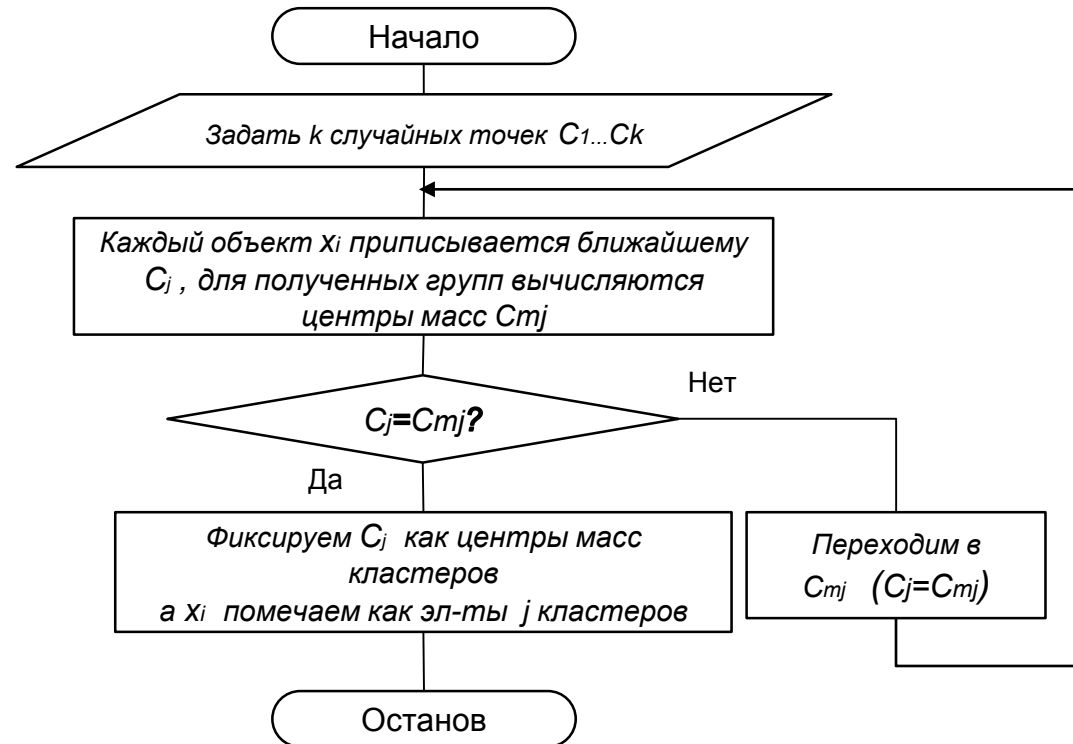 Начало
Задать k случайных точек C1...Ck
Каждый объект xi приписывается ближайшему
Cj , для полученных групп вычисляются
центры масс Cmj
Нет
Cj=Cmj?
Да
Фиксируем Cj как центры масс
кластеров
а xi помечаем как эл-ты j кластеров
Переходим в
Cmj (Cj=Cmj)
Останов